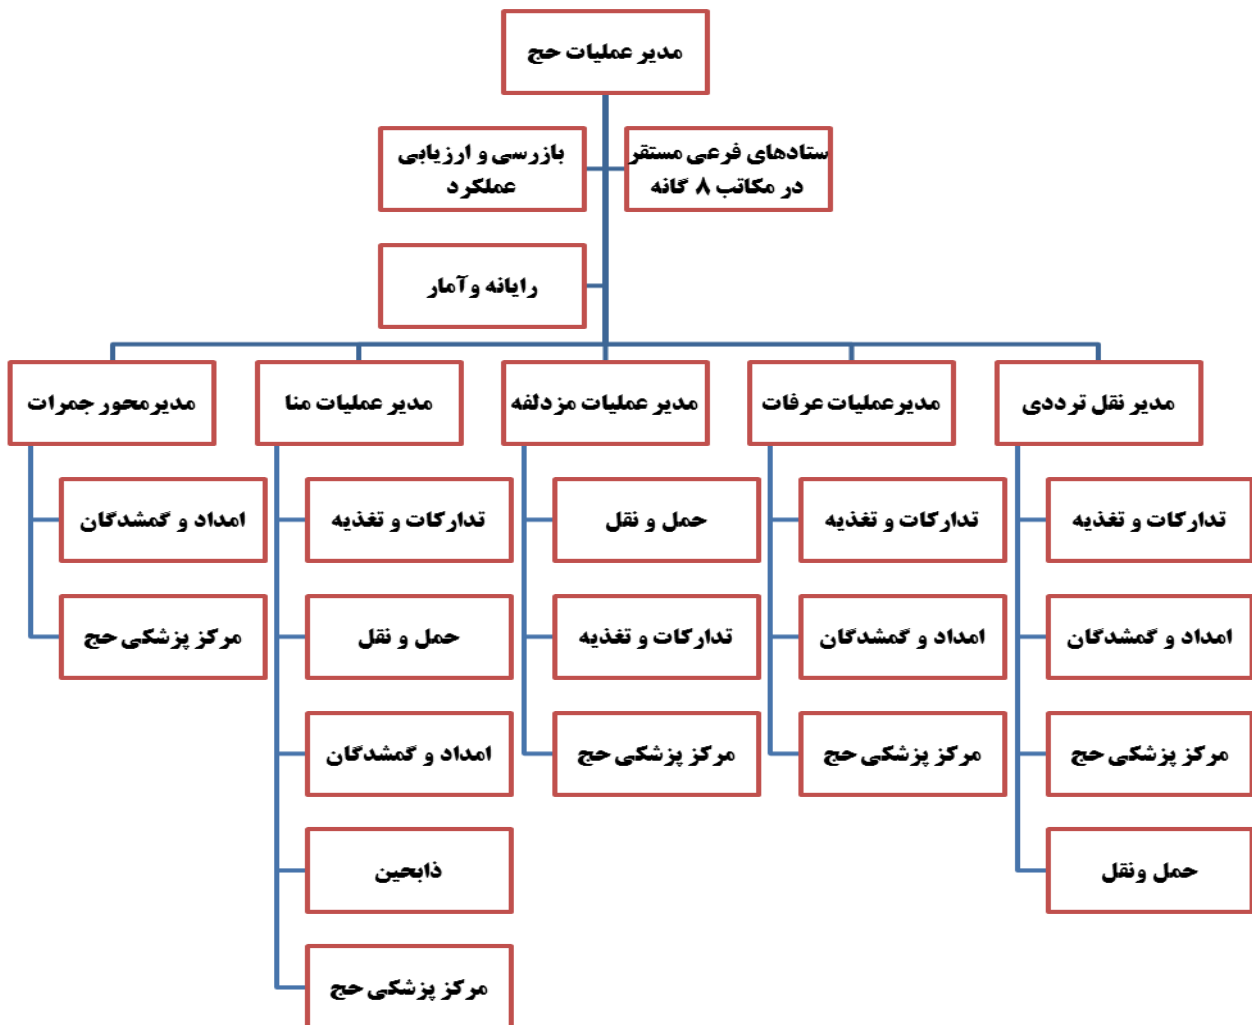 مدیر عملیات حج
ستادهای فرعی مستقر
در مکاتب ۸ گانه
بازرسی و ارزیابی
عملکرد
رایانه وآمار
مدیر نقل ترددی
تدارکات و تغذیه
امداد و گمشدگان
مرکز پزشکی حج
حمل ونقل
مدیرعملیات عرفات
تدارکات و تغذیه
امداد و گمشدگان
مرکز پزشکی حج
مدیر عملیات مزدلفه
حمل و نقل
تدارکات و تغذیه
مرکز پزشکی حج
مدیر عملیات منا
تدارکات و تغذیه
حمل و نقل
امداد و گمشدگان
ذابحین
مرکز پزشکی حج
مدیرمحور جمرات
امداد و گمشدگان
مرکز پزشکی حج